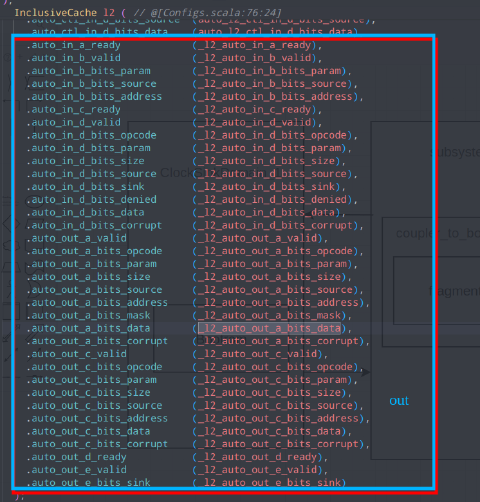 );
InclusiveCache l2 ( // @[Configs.scala:76:24]
.auto_ctl_in_d_bits_source (auto_l2_ctl_in_d_bits_source),
.auto_ctl_in_d_bits_data (auto_l2_ctl_in_d_bits_data),
.auto_in_a_ready (_l2_auto_in_a_ready),
.auto_in_b_valid (_l2_auto_in_b_valid),
.auto_in_b_bits_param (_l2_auto_in_b_bits_param),
.auto_in_b_bits_source (_l2_auto_in_b_bits_source),
.auto_in_b_bits_address (_l2_auto_in_b_bits_address),
.auto_in_c_ready (_l2_auto_in_c_ready),
.auto_in_d_valid (_l2_auto_in_d_valid),
.auto_in_d_bits_opcode (_l2_auto_in_d_bits_opcode),
.auto_in_d_bits_param (_l2_auto_in_d_bits_param),
.auto_in_d_bits_size (_l2_auto_in_d_bits_size),
.auto_in_d_bits_source (_l2_auto_in_d_bits_source),
.auto_in_d_bits_sink (_l2_auto_in_d_bits_sink),
.auto_in_d_bits_denied (_l2_auto_in_d_bits_denied),
.auto_in_d_bits_data (_l2_auto_in_d_bits_data),
.auto_in_d_bits_corrupt (_l2_auto_in_d_bits_corrupt),
.auto_out_a_valid (_l2_auto_out_a_valid),
.auto_out_a_bits_opcode (_l2_auto_out_a_bits_opcode),
.auto_out_a_bits_param (_l2_auto_out_a_bits_param),
.auto_out_a_bits_size (_l2_auto_out_a_bits_size),
.auto_out_a_bits_source (_l2_auto_out_a_bits_source),
.auto_out_a_bits_address (_l2_auto_out_a_bits_address),
.auto_out_a_bits_mask (_l2_auto_out_a_bits_mask),
.auto_out_a_bits_data (_l2_auto_out_a_bits_data),
.auto_out_a_bits_corrupt (_l2_auto_out_a_bits_corrupt),
.auto_out_c_valid (_l2_auto_out_c_valid),
.auto_out_c_bits_opcode (_l2_auto_out_c_bits_opcode),
.auto_out_c_bits_param (_l2_auto_out_c_bits_param),
.auto_out_c_bits_size (_l2_auto_out_c_bits_size),
.auto_out_c_bits_source (_l2_auto_out_c_bits_source),
.auto_out_c_bits_address (_l2_auto_out_c_bits_address),
.auto_out_c_bits_data (_l2_auto_out_c_bits_data),
.auto_out_c_bits_corrupt (_l2_auto_out_c_bits_corrupt),
.auto_out_d_ready (_l2_auto_out_d_ready),
.auto_out_e_valid (_l2_auto_out_e_valid),
.auto_out_e_bits_sink (_l2_auto_out_e_bits_sink)
);
out